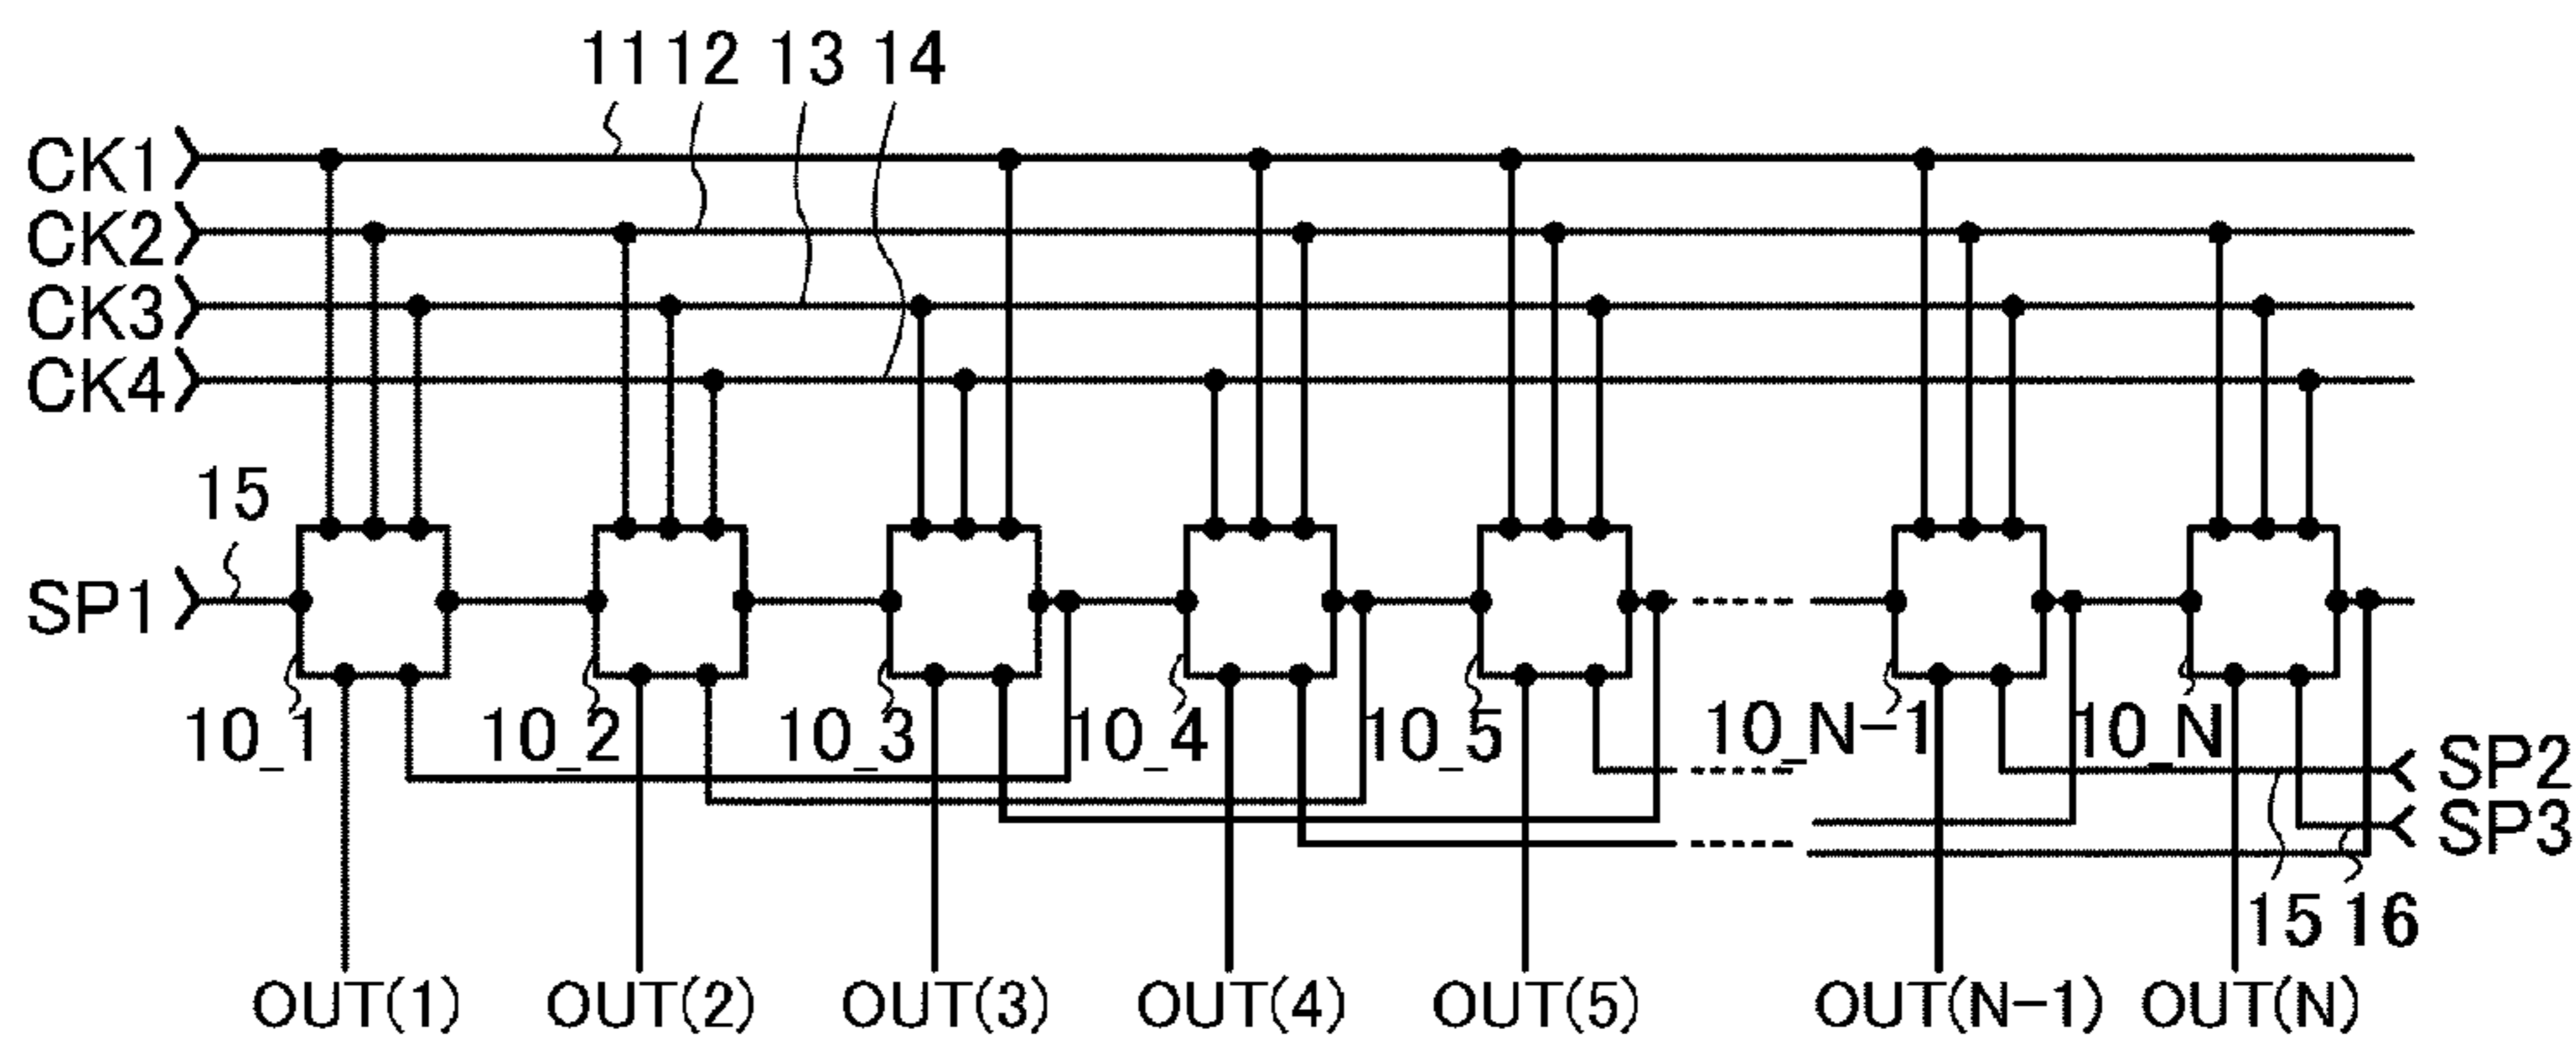 11 12 13 14
CK1
CK2
CK3
CK4
15
SP1
10_1 10_2 10_3 10_4 10_5 10_N-1 10_N
SP2
SP3
15 16
OUT(1) OUT(2) OUT(3) OUT(4) OUT(5) OUT(N-1) OUT(N)